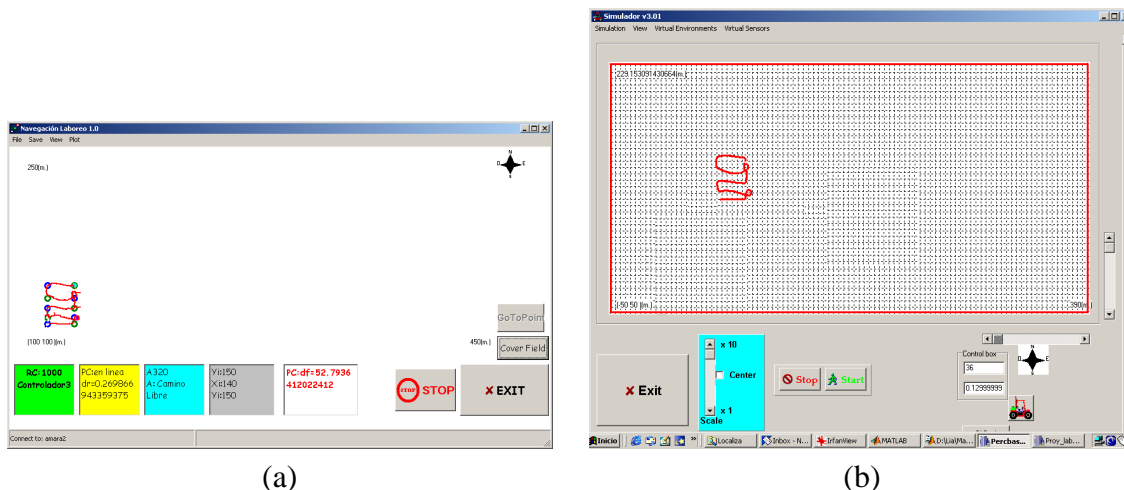 Navegación Laboreo 1.0
File Save View Plot
250(m.)
N
E
S
(100 100 )(m.)
450(m.)
GoToPoint
Cover Field
RC: 1000
Controlador3
PC:en linea
dr=0.269866
943359375
A320
A: Camino
Libre
Yi:150
Xi:140
Yi:150
PC:df=52.7936
412022412
STOP
STOP
EXIT
Connect to: amara2
(a)
Simulador v3.01
Simulation View Virtual Environments Virtual Sensors
229.153091430664(m.)
(-50 50 )(m.)
390(m.)
Exit
x 10
Center
x 1
Scale
Stop
Start
Control box
36
0.12999999
Inicio
Localiza
Inbox - N...
IrfanView
MATLAB
D:\Lia\Ma...
Percbas...
Proy_lab...
(b)